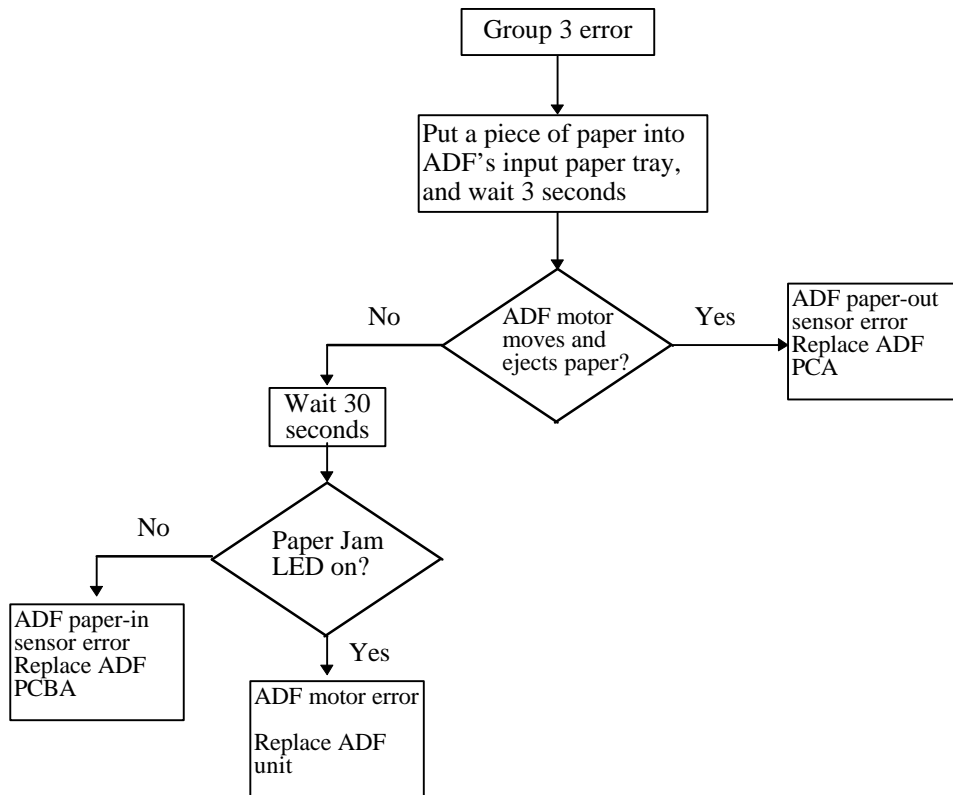 Group 3 error
Put a piece of paper into
ADF's input paper tray,
and wait 3 seconds
No
ADF motor
moves and
ejects paper?
Yes
ADF paper-out
sensor error
Replace ADF
PCA
Wait 30
seconds
No
Paper Jam
LED on?
ADF paper-in
sensor error
Replace ADF
PCBA
Yes
ADF motor error
Replace ADF
unit